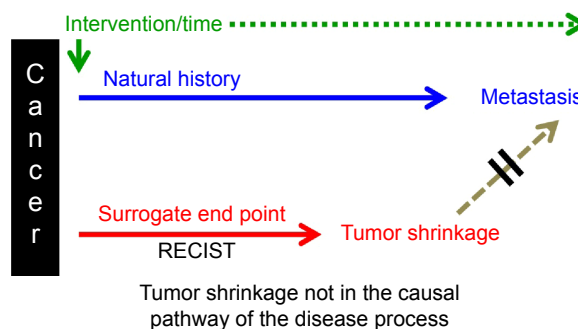 Intervention/time
Cancer
Natural history
Metastasis
Surrogate end point
RECIST
Tumor shrinkage
Tumor shrinkage not in the causal
pathway of the disease process